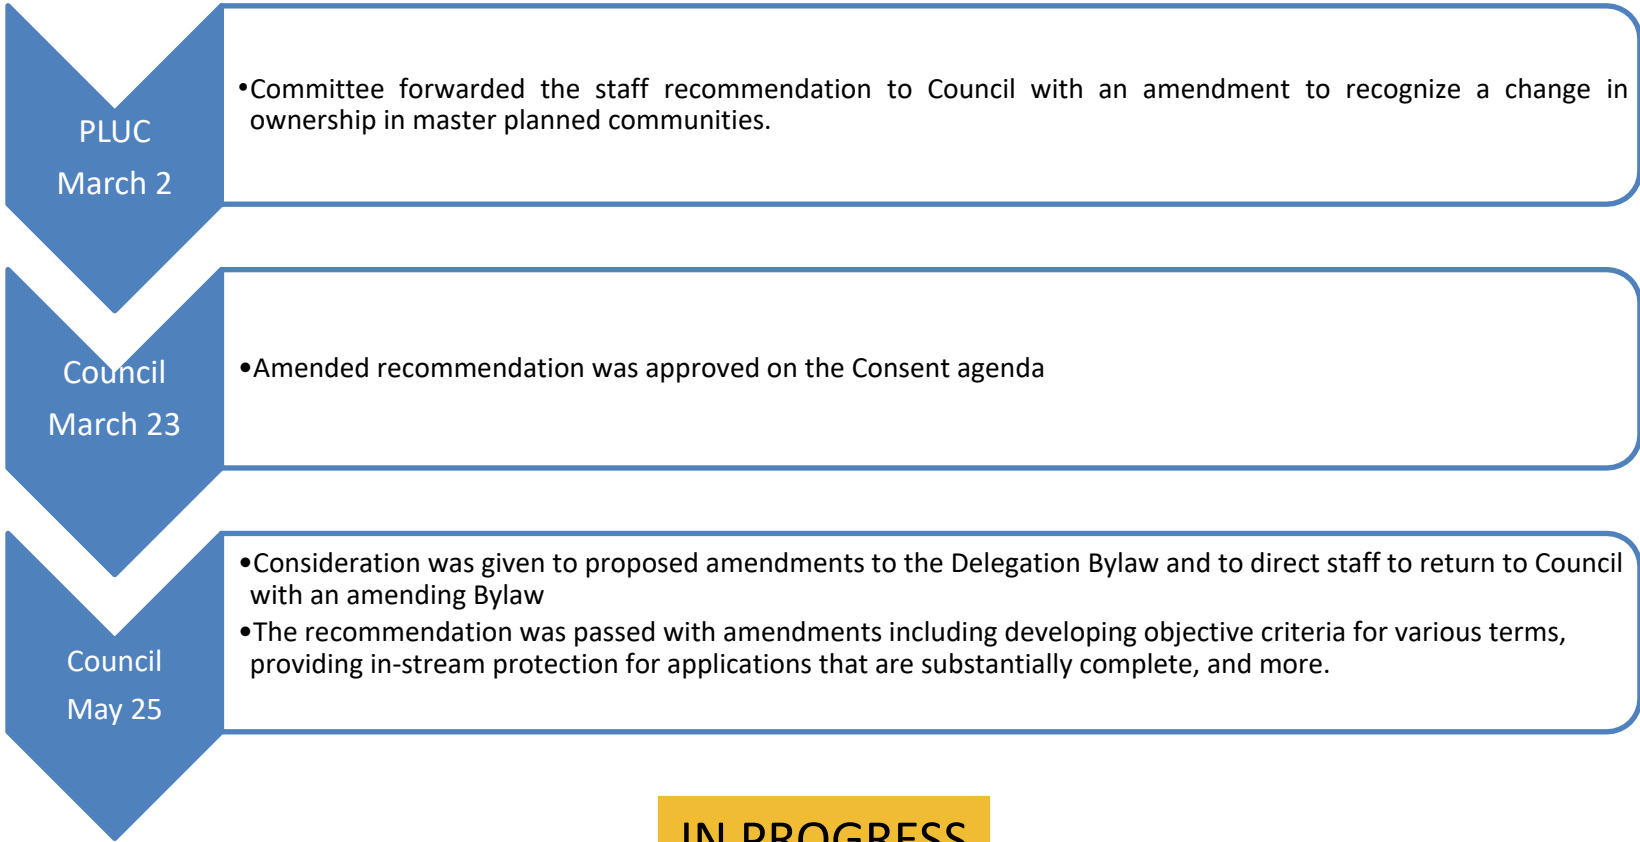 PLUC
March 2
•Committee forwarded the staff recommendation to Council with an amendment to recognize a change in
ownership in master planned communities.
Council
March 23
•Amended recommendation was approved on the Consent agenda
Council
May 25
•Consideration was given to proposed amendments to the Delegation Bylaw and to direct staff to return to Council
with an amending Bylaw
•The recommendation was passed with amendments including developing objective criteria for various terms,
providing in-stream protection for applications that are substantially complete, and more.
IN PROGRESS